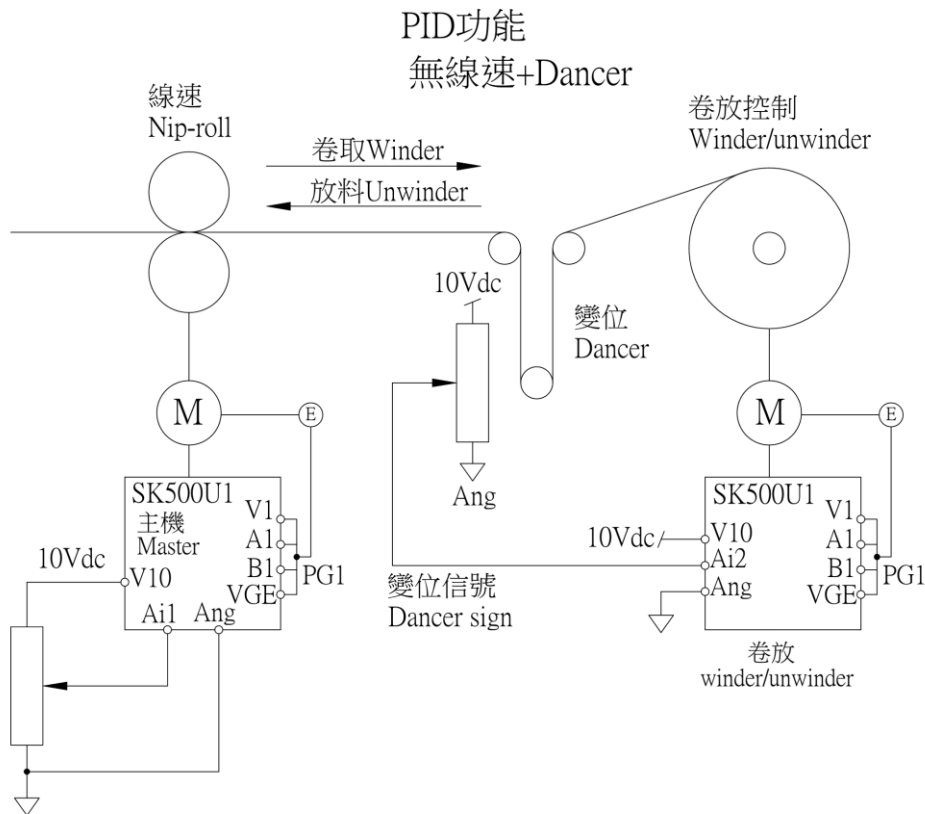 PID功能
無線速+Dancer
線速
Nip-roll
卷取Winder
放料Unwinder
卷放控制
Winder/unwinder
10Vdc
變位
Dancer
Ang
M
E
SK500U1
主機
Master
V1
A1
B1
VGE
PG1
10Vdc
V10
Ai1
Ang
變位信號
Dancer sign
M
E
SK500U1
10Vdc
V10
Ai2
Ang
V1
A1
B1
VGE
PG1
卷放
winder/unwinder